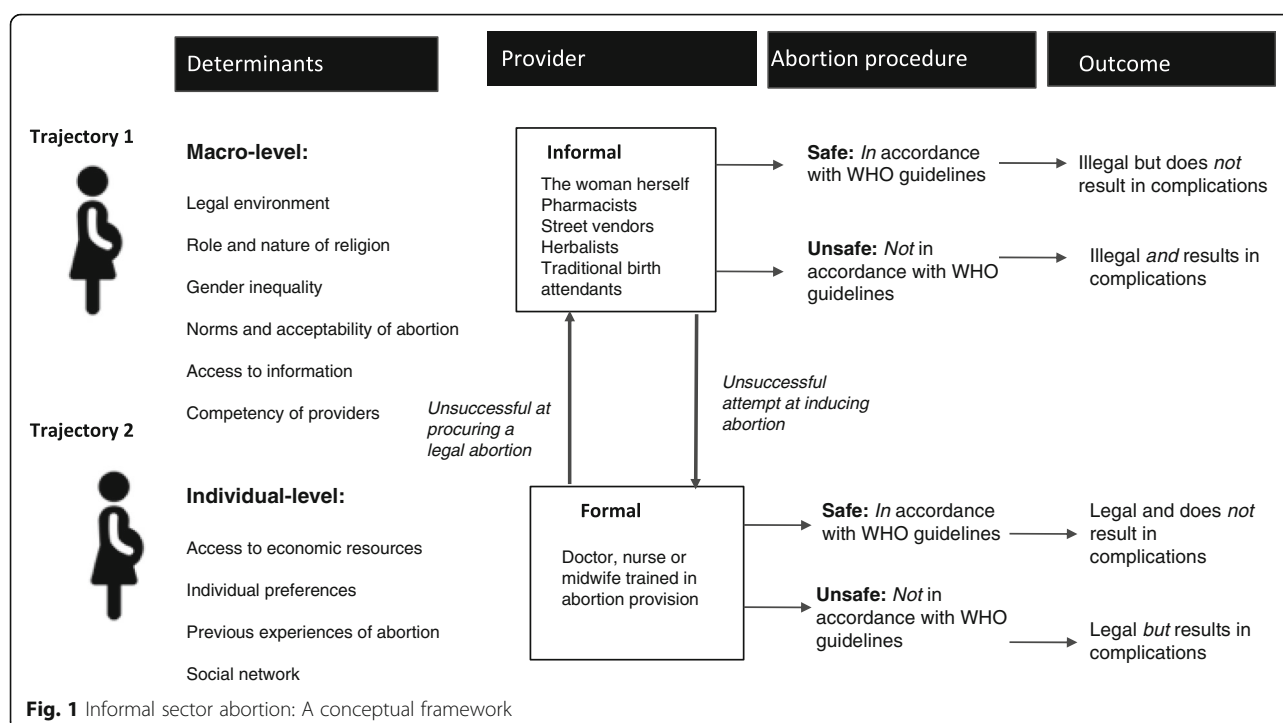 Determinants
Provider
Abortion procedure
Outcome
Trajectory 1
Macro-level:
Legal environment
Role and nature of religion
Gender inequality
Norms and acceptability of abortion
Access to information
Competency of providers
Trajectory 2
Individual-level:
Access to economic resources
Individual preferences
Previous experiences of abortion
Social network
Informal
The woman herself
Pharmacists
Street vendors
Herbalists
Traditional birth
attendants
Unsuccessful at
procuring a
legal abortion
Unsuccessful
attempt at inducing
abortion
Formal
Doctor, nurse or
midwife trained in
abortion provision
Safe: In accordance
with WHO guidelines
Illegal but does not
result in complications
Unsafe: Not in
accordance with WHO
guidelines
Illegal and results in
complications
Safe: In accordance
with WHO guidelines
Legal and does not
result in
complications
Unsafe: Not in
accordance with WHO
guidelines
Legal but results in
complications
Fig. 1 Informal sector abortion: A conceptual framework